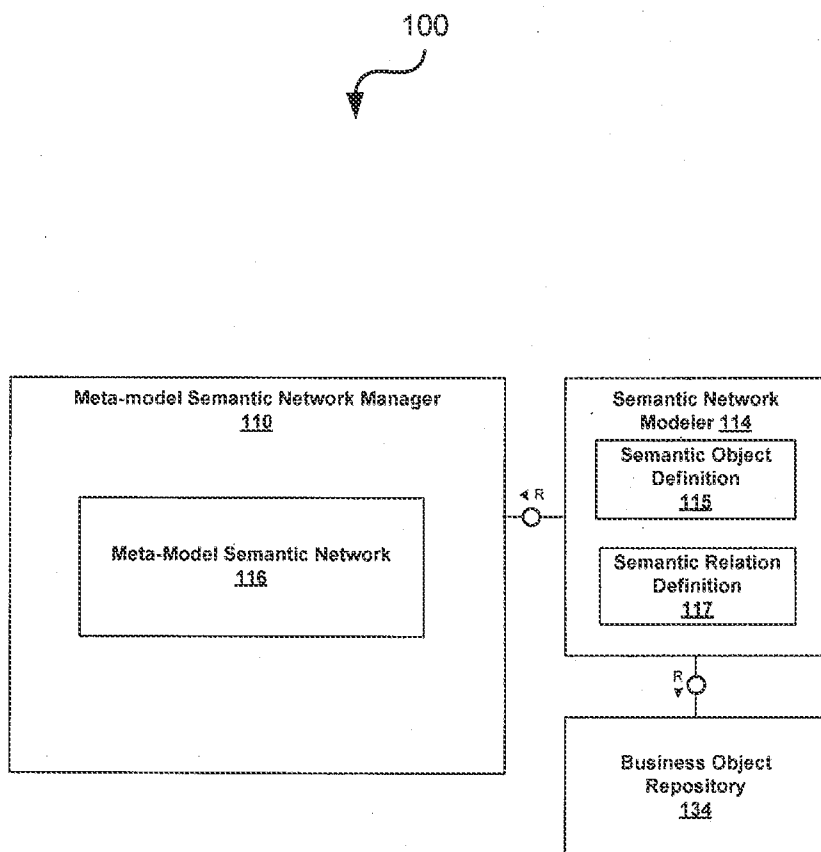 100
Meta-model Semantic Network Manager
110
Meta-Model Semantic Network
116
R
Semantic Network
Modeler 114
Semantic Object
Definition
115
Semantic Relation
Definition
117
R
Business Object
Repository
134